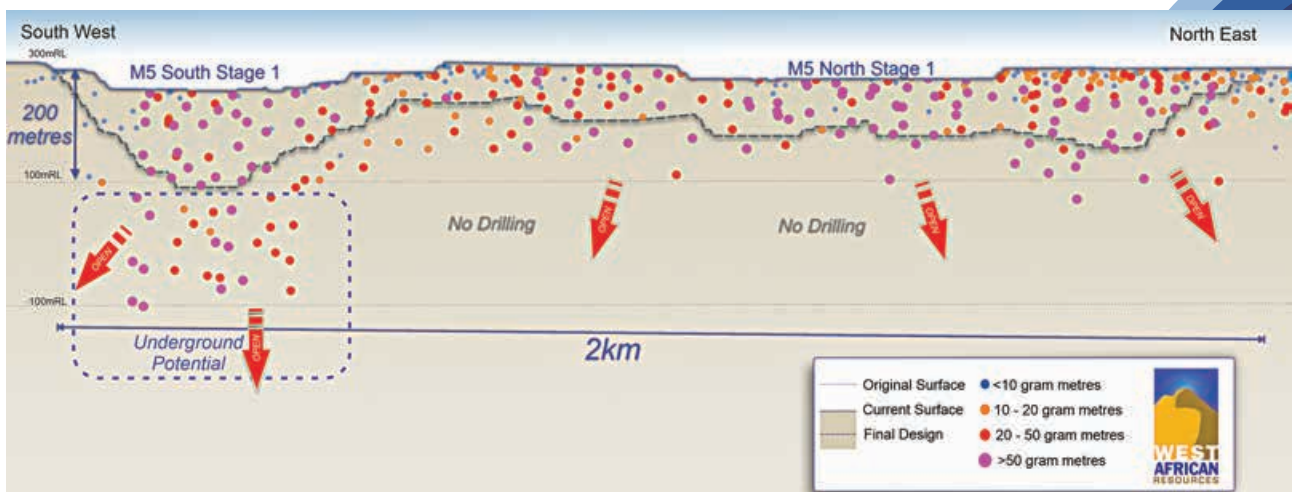 South West
North East
300mRL
M5 South Stage 1
M5 North Stage 1
200
metres
100mRL
100mRL
No Drilling
No Drilling
OPEN
OPEN
OPEN
OPEN
OPEN
-100mRL
Underground
Potential
2km
Original Surface
Current Surface
Final Design
<10 gram metres
10 - 20 gram metres
20 - 50 gram metres
>50 gram metres
WEST
AFRICAN
RESOURCES